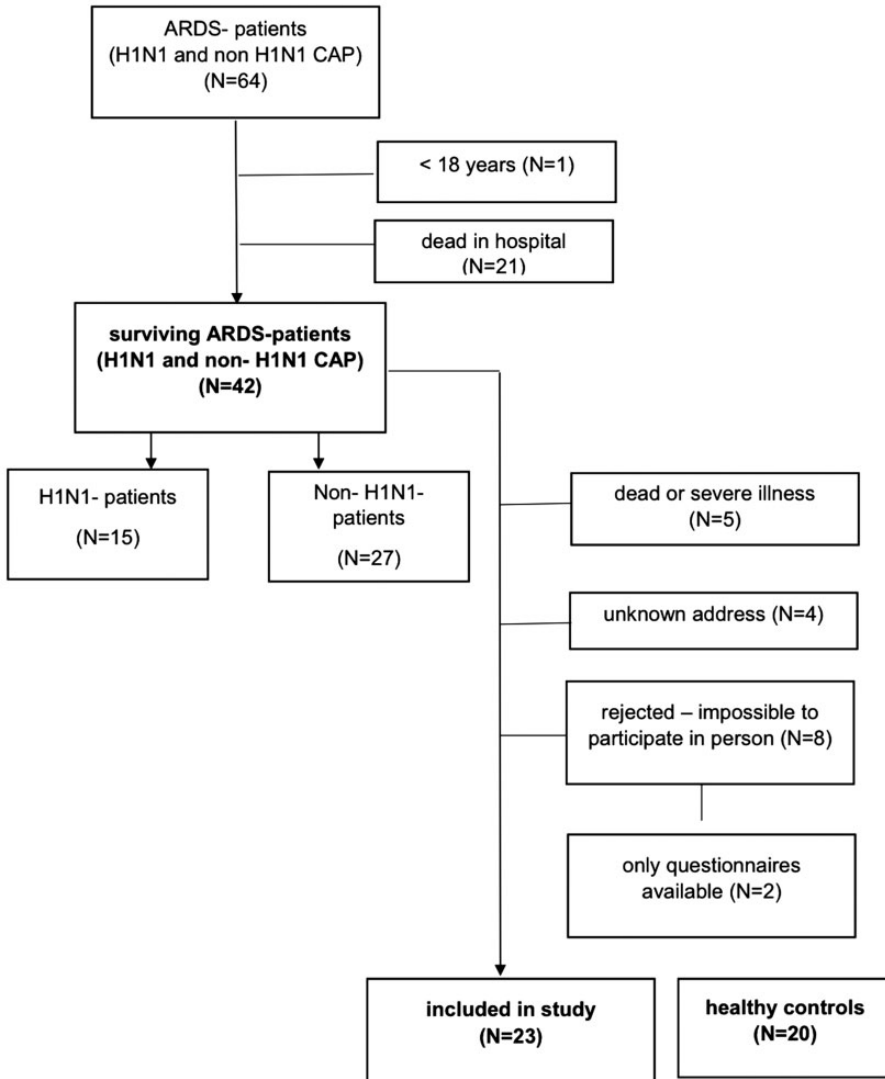 ARDS- patients
(H1N1 and non H1N1 CAP)
(N=64)
< 18 years (N=1)
dead in hospital
(N=21)
surviving ARDS-patients
(H1N1 and non- H1N1 CAP)
(N=42)
H1N1- patients
(N=15)
Non- H1N1-
patients
(N=27)
dead or severe illness
(N=5)
unknown address (N=4)
rejected – impossible to
participate in person (N=8)
only questionnaires
available (N=2)
included in study
(N=23)
healthy controls
(N=20)